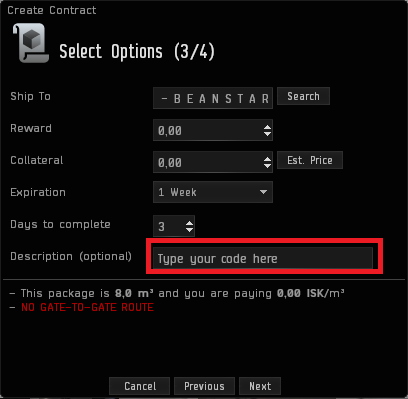 Create Contract
Select Options (3/4)
Ship To - B E A N S T A R Search
Reward 0,00
Collateral 0,00 Est. Price
Expiration 1 Week
Days to complete 3
Description (optional) Type your code here
- This package is 8,0 m³ and you are paying 0,00 ISK/m³
- NO GATE-TO-GATE ROUTE
Cancel Previous Next